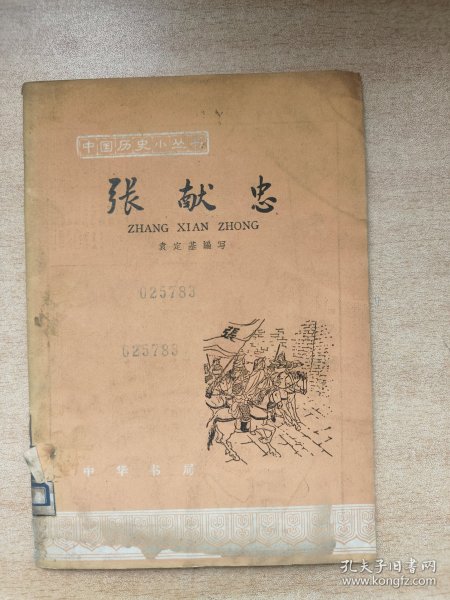 中国历史小丛书
张献忠
ZHANG XIAN ZHONG
袁定基编写
025783
025783
張
中华书局
孔夫子旧书网
www.kongfz.com